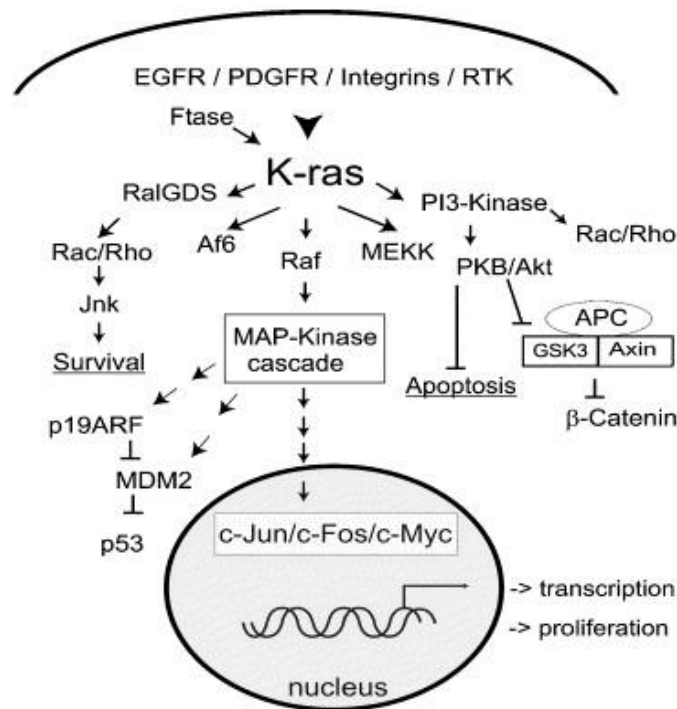 EGFR / PDGFR / Integrins / RTK
Ftase
K-ras
RalGDS
PI3-Kinase
Rac/Rho
Af6
Raf
MEKK
PKB/Akt
Rac/Rho
Jnk
Survival
MAP-Kinase
cascade
APC
GSK3
Axin
Apoptosis
β-Catenin
p19ARF
MDM2
p53
c-Jun/c-Fos/c-Myc
-> transcription
-> proliferation
nucleus